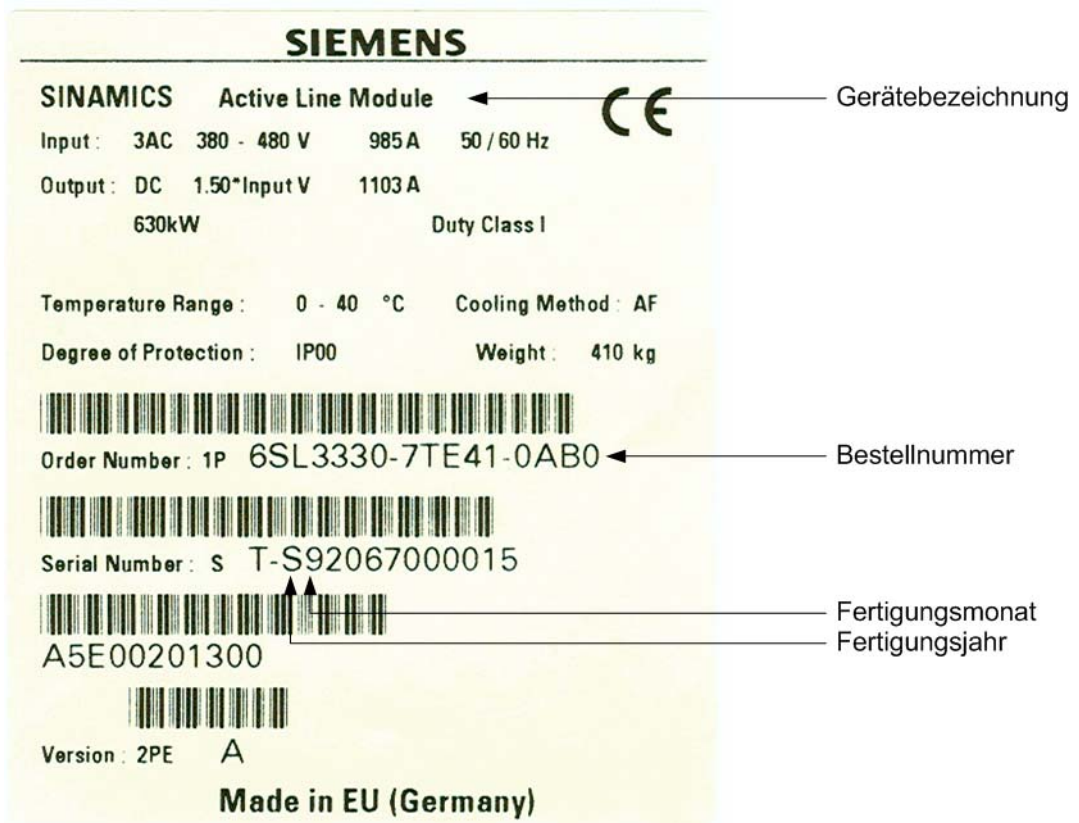 SIEMENS
SINAMICS Active Line Module
Gerätebezeichnung
CE
Input : 3AC 380 - 480 V 985 A 50 / 60 Hz
Output : DC 1.50*Input V 1103 A
630kW Duty Class I
Temperature Range : 0 - 40 °C Cooling Method : AF
Degree of Protection : IP00 Weight : 410 kg
Order Number : 1P 6SL3330-7TE41-0AB0
Bestellnummer
Serial Number : S T-S92067000015
Fertigungsmonat
Fertigungsjahr
A5E00201300
Version : 2PE A
Made in EU (Germany)